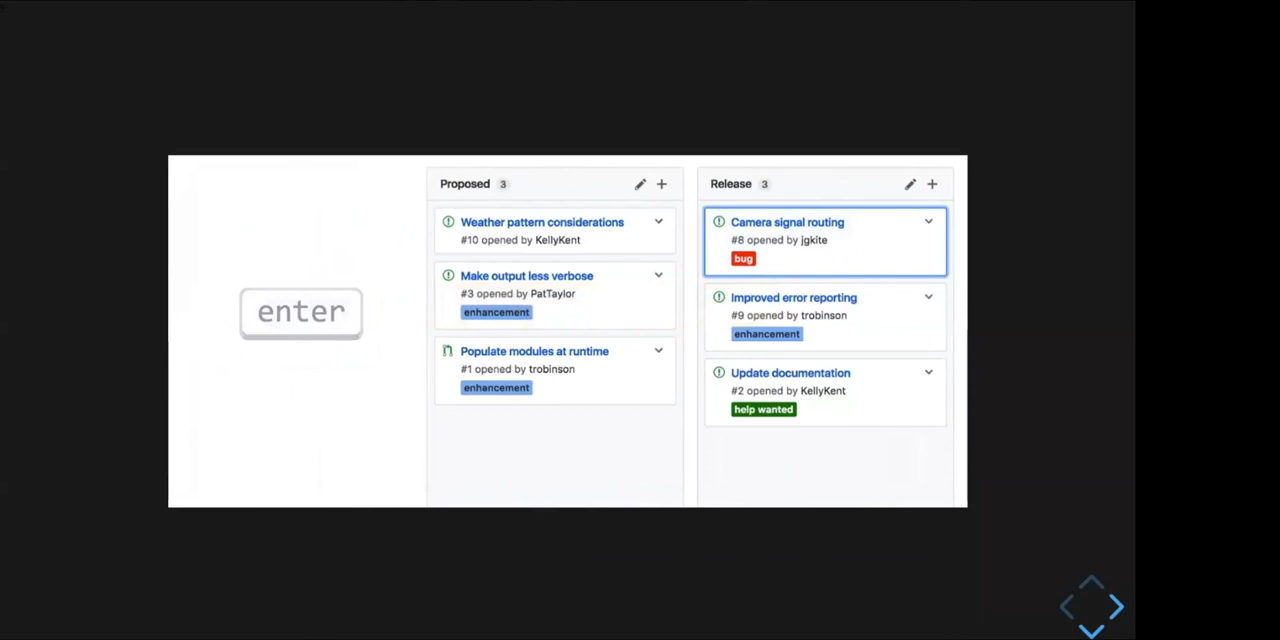 enter
Proposed 3
Weather pattern considerations
#10 opened by KellyKent
Make output less verbose
#3 opened by PatTaylor
enhancement
Populate modules at runtime
#1 opened by trobinson
enhancement
Release 3
Camera signal routing
#8 opened by jgkite
bug
Improved error reporting
#9 opened by trobinson
enhancement
Update documentation
#2 opened by KellyKent
help wanted